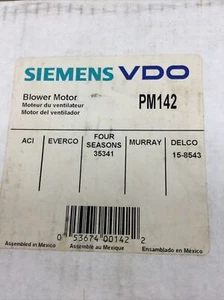 SIEMENS VDO
Blower Motor PM142
Moteur du ventilateur
Motor del ventilador
ACI EVERCO FOUR SEASONS 35341 MURRAY DELCO 15-8543
0 53674 00142 2
Assembled in Mexico Assemblé au Mexique Ensamblado en México